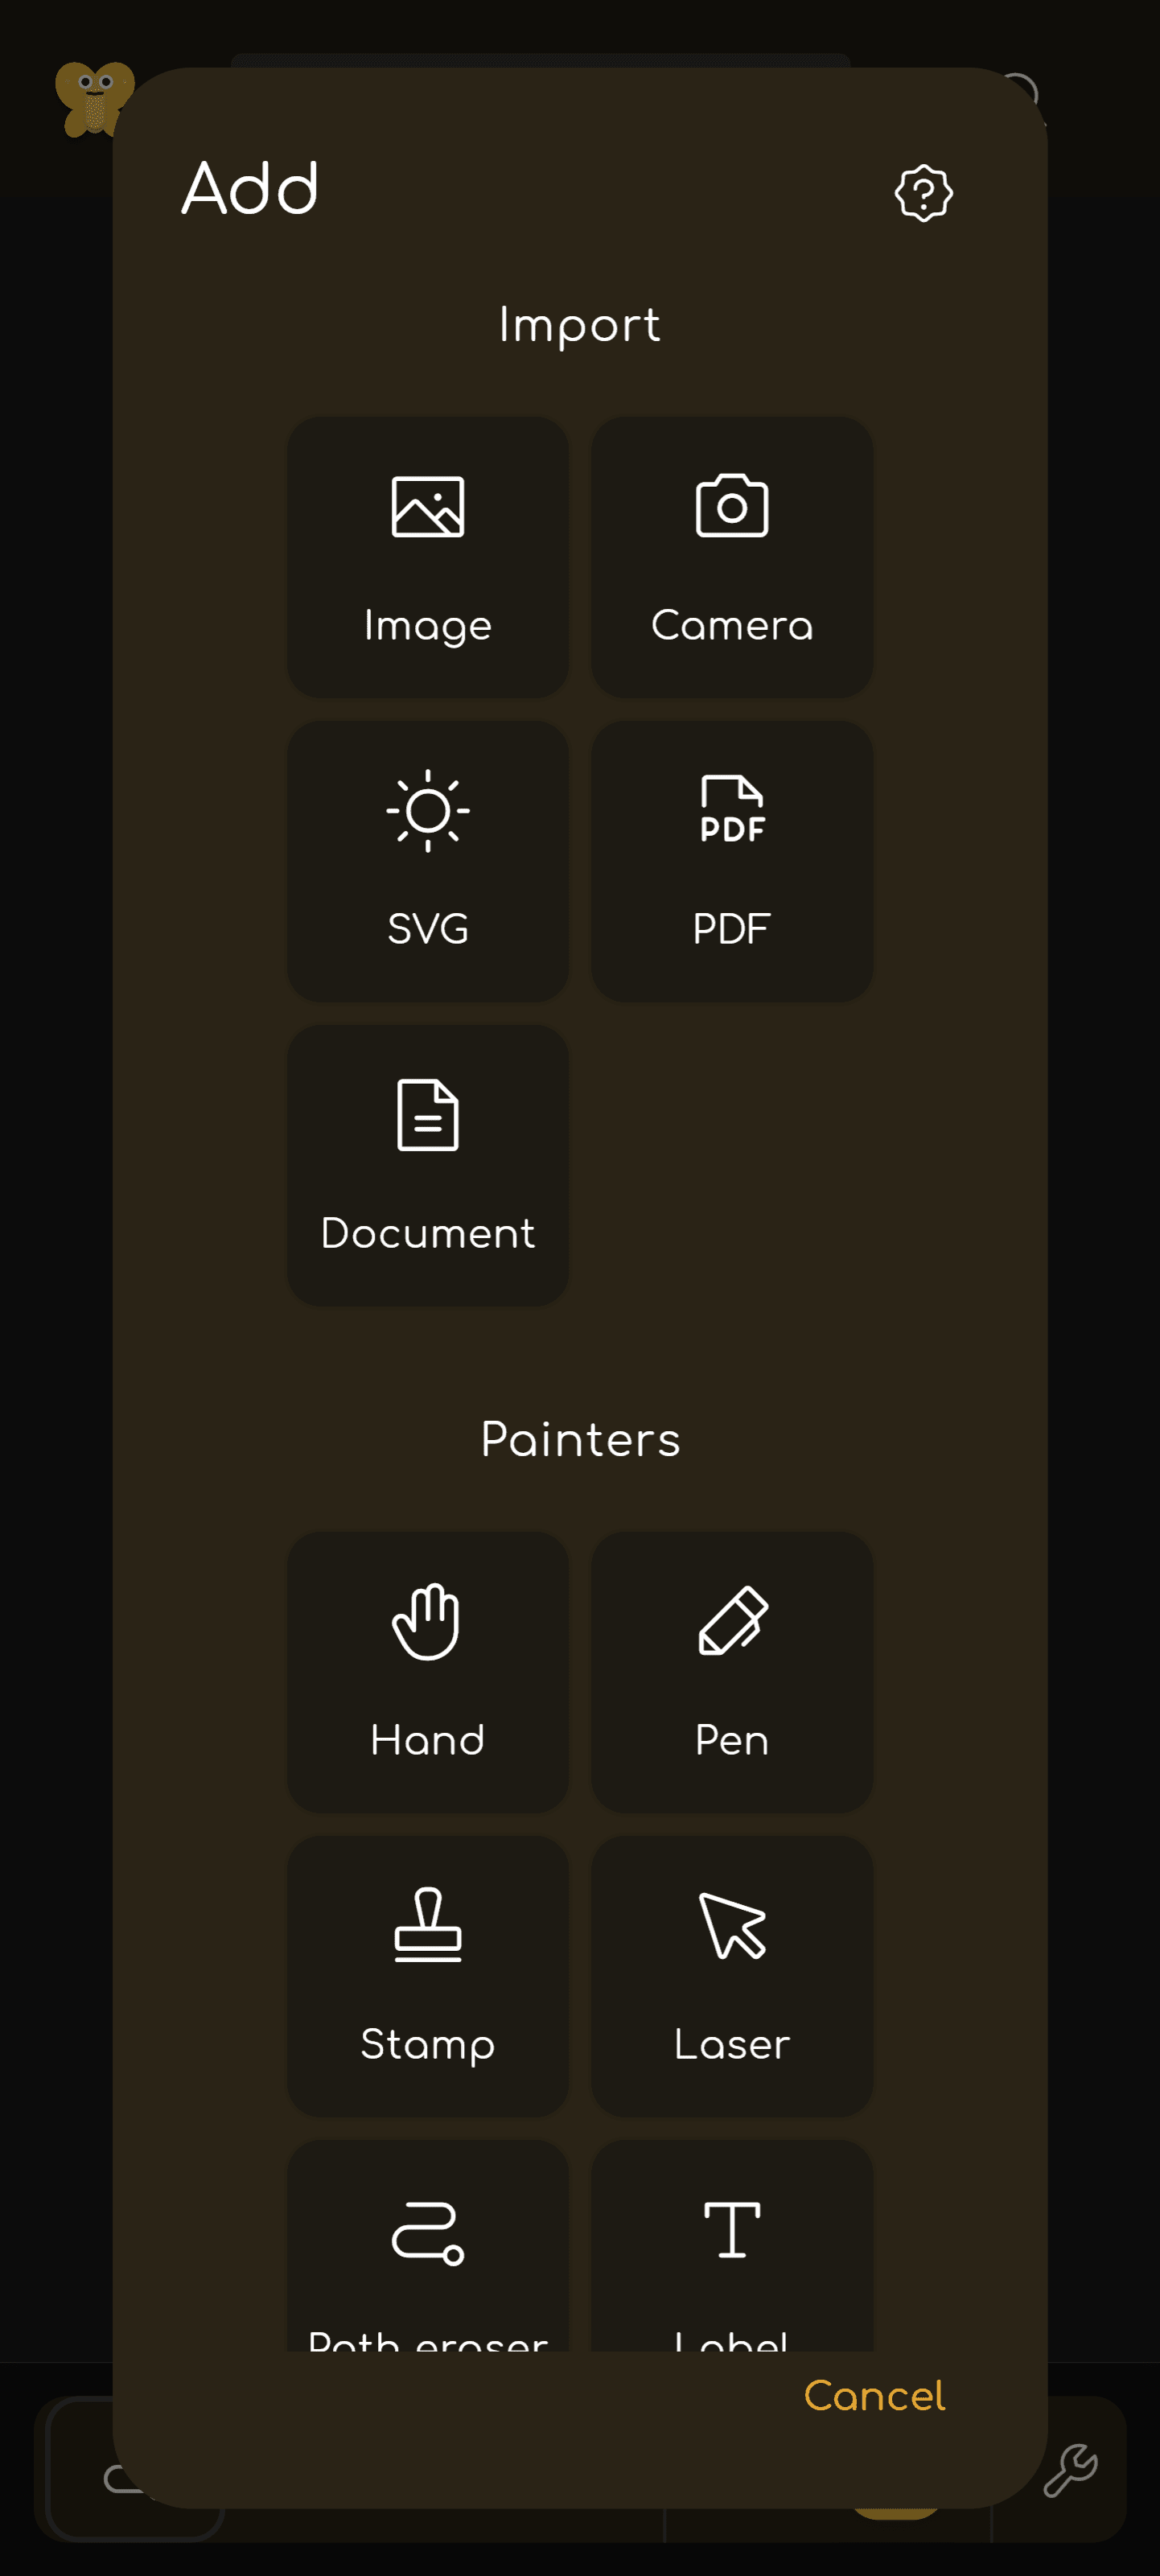 Add
Import
Image
Camera
SVG
PDF
PDF
Document
Painters
Hand
Pen
Stamp
Laser
Path eraser
Label
Cancel